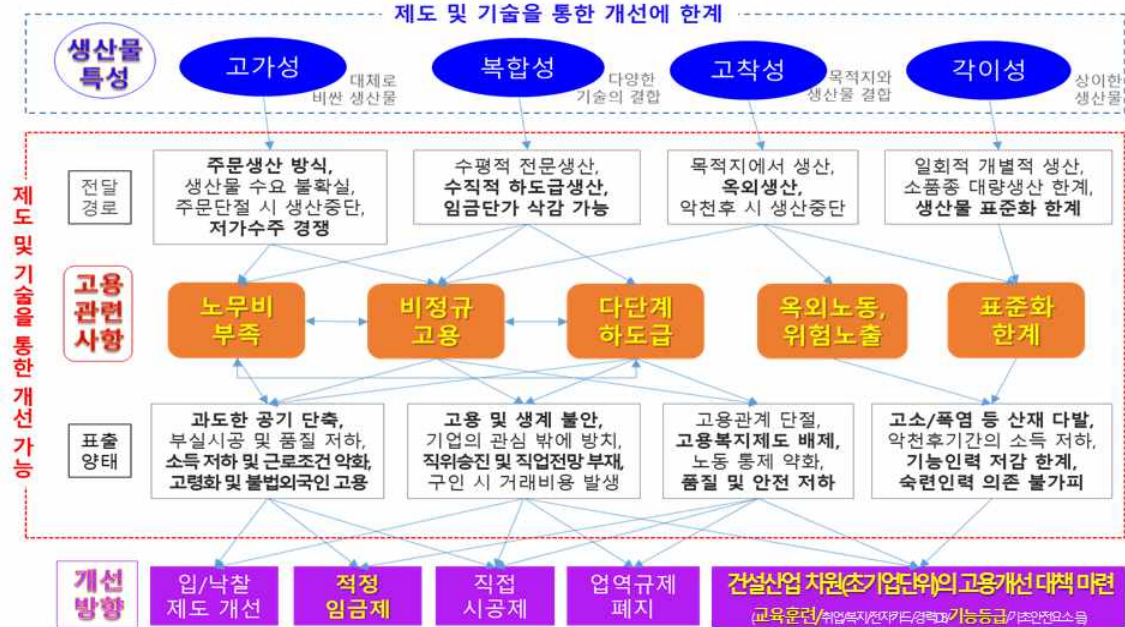 제도 및 기술을 통한 개선에 한계
생산물
특성
고가성
대체로
비싼 생산물
복합성
다양한
기술의 결합
고착성
목적지와
생산물 결합
각이성
상이한
생산물
제도 및 기술을 통한 개선 가능
전달
경로
주문생산 방식,
생산물 수요 불확실,
주문단절 시 생산중단,
저가수주 경쟁
수평적 전문생산,
수직적 하도급생산,
임금단가 삭감 가능
목적지에서 생산,
옥외생산,
악천후 시 생산중단
일회적 개별적 생산,
소품종 대량생산 한계,
생산물 표준화 한계
고용
관련
사항
노무비
부족
비정규
고용
다단계
하도급
옥외노동,
위험노출
표준화
한계
표출
양태
과도한 공기 단축,
부실시공 및 품질 저하,
소득 저하 및 근로조건 악화,
고령화 및 불법외국인 고용
고용 및 생계 불안,
기업의 관심 밖에 방치,
직위승진 및 직업전망 부재,
구인 시 거래비용 발생
고용관계 단절,
고용복지제도 배제,
노동 통제 약화,
품질 및 안전 저하
고소/폭염 등 산재 다발,
악천후기간의 소득 저하,
기능인력 저감 한계,
숙련인력 의존 불가피
개선
방향
입/낙찰
제도 개선
적정
임금제
직접
시공제
업역규제
폐지
건설산업 차원(초기업단위)의 고용개선 대책 마련
(교육훈련/취업/복지/전자카드/경력DB/기능등급/기초안전요소 등)